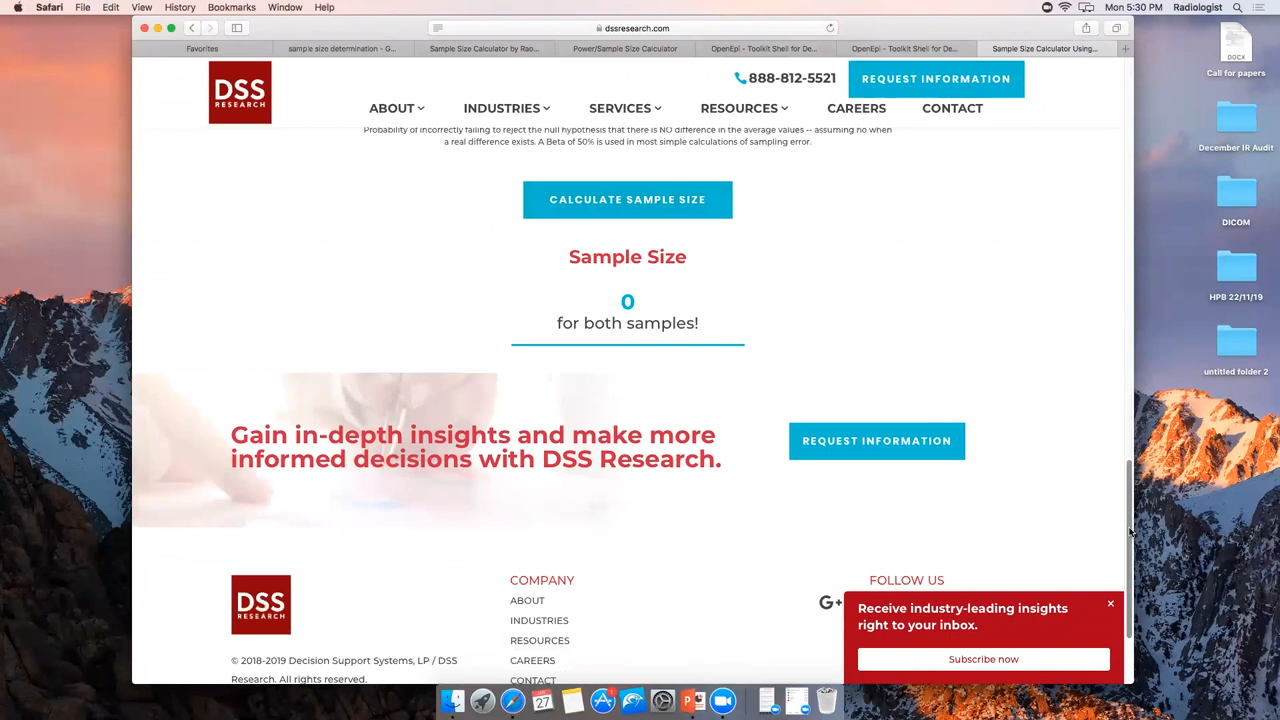 Safari File Edit View History Bookmarks Window Help
Mon 5:30 PM Radiologist
dssresearch.com
Favorites
sample size determination - G...
Sample Size Calculator by Rao...
Power/Sample Size Calculator
OpenEpi - Toolkit Shell for De...
OpenEpi - Toolkit Shell for De...
Sample Size Calculator Using...
DSS
RESEARCH
888-812-5521
REQUEST INFORMATION
ABOUT INDUSTRIES SERVICES RESOURCES CAREERS CONTACT
Probability of incorrectly failing to reject the null hypothesis that there is NO difference in the average values -- assuming no when
a real difference exists. A Beta of 50% is used in most simple calculations of sampling error.
CALCULATE SAMPLE SIZE
Sample Size
0
for both samples!
Gain in-depth insights and make more
informed decisions with DSS Research.
REQUEST INFORMATION
DSS
RESEARCH
© 2018-2019 Decision Support Systems, LP / DSS
Research. All rights reserved.
COMPANY
ABOUT
INDUSTRIES
RESOURCES
CAREERS
CONTACT
FOLLOW US
G+
Receive industry-leading insights
right to your inbox.
×
Subscribe now
DOCX
Call for papers
December IR Audit
DICOM
HPB 22/11/19
untitled folder 2
27